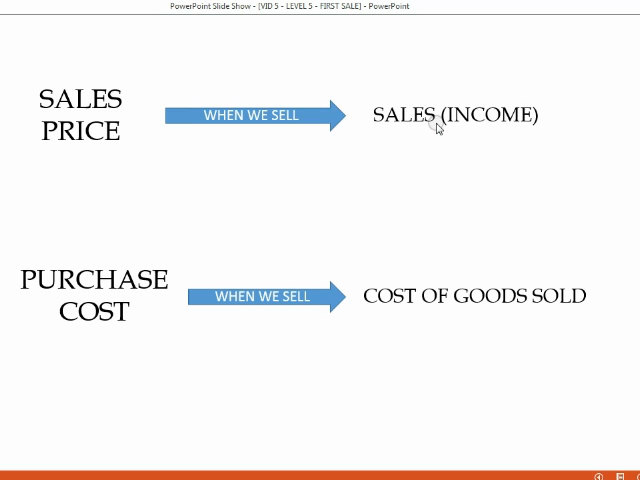 PowerPoint Slide Show - [VID 5 - LEVEL 5 - FIRST SALE] - PowerPoint
SALES
PRICE
WHEN WE SELL
SALES (INCOME)
PURCHASE
COST
WHEN WE SELL
COST OF GOODS SOLD